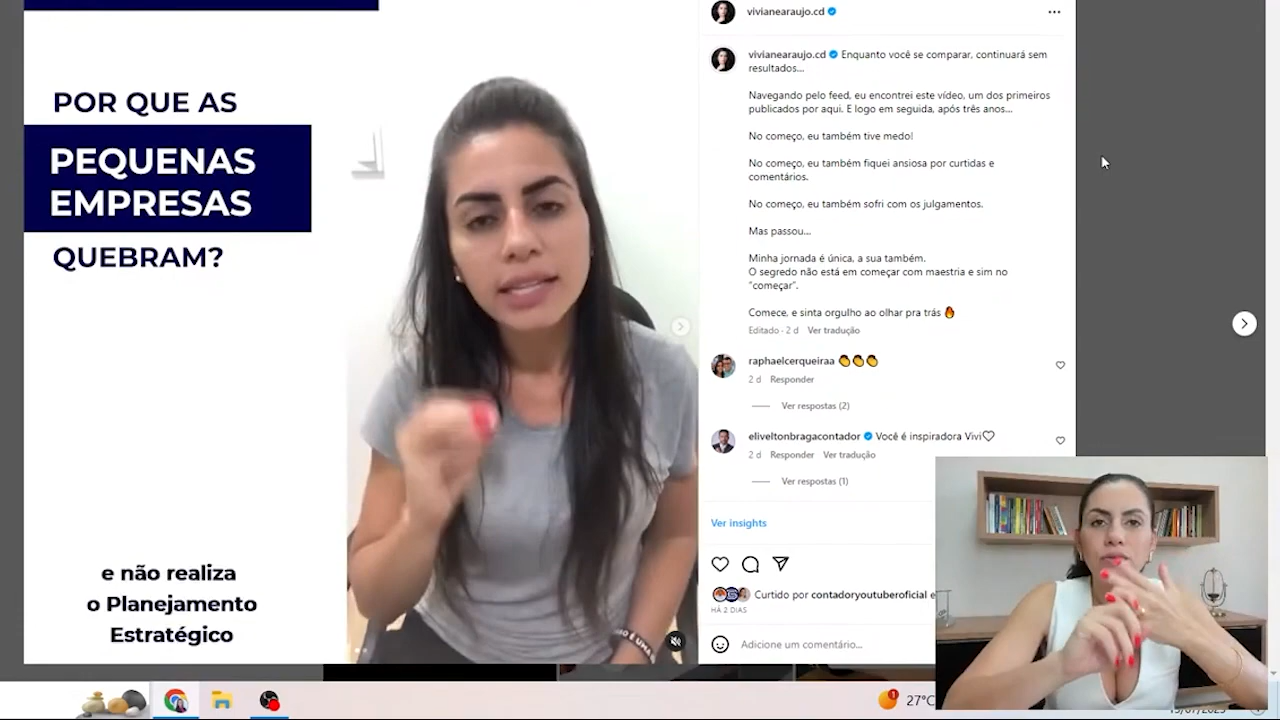 POR QUE AS
PEQUENAS
EMPRESAS
QUEBRAM?
e não realiza
o Planejamento
Estratégico
vivianearaujo.cd
vivianearaujo.cd Enquanto você se comparar, continuará sem
resultados...
Navegando pelo feed, eu encontrei este vídeo, um dos primeiros
publicados por aqui. E logo em seguida, após três anos...
No começo, eu também tive medo!
No começo, eu também fiquei ansiosa por curtidas e
comentários.
No começo, eu também sofri com os julgamentos.
Mas passou...
Minha jornada é única, a sua também.
O segredo não está em começar com maestria e sim no
"começar".
Comece, e sinta orgulho ao olhar pra trás 🔥
Editado · 2 d Ver tradução
raphaelcerqueiraa 👏👏👏
2 d Responder
Ver respostas (2)
eliveltonbragacontador Você é inspiradora Vivi♡
2 d Responder Ver tradução
Ver respostas (1)
Ver insights
Curtido por contadoryoutuberoficial e
HÁ 2 DIAS
Adicione um comentário...
1
27°C